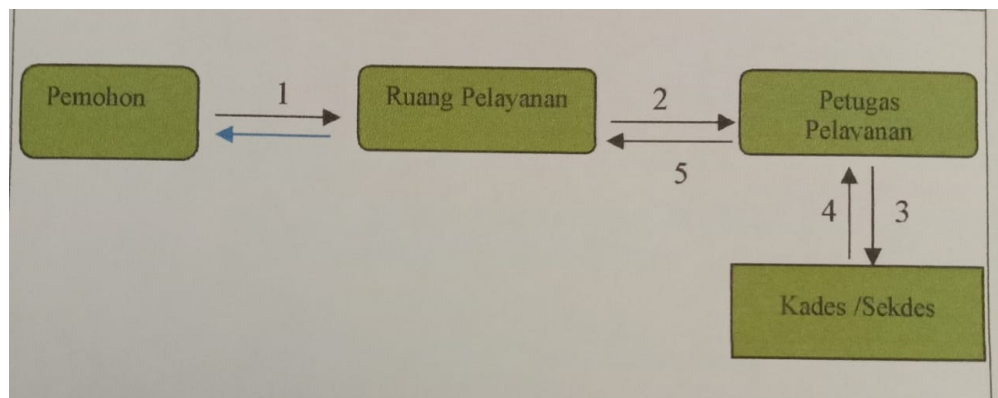 Pemohon
1
Ruang Pelayanan
2
5
Petugas
Pelayanan
4
3
Kades /Sekdes